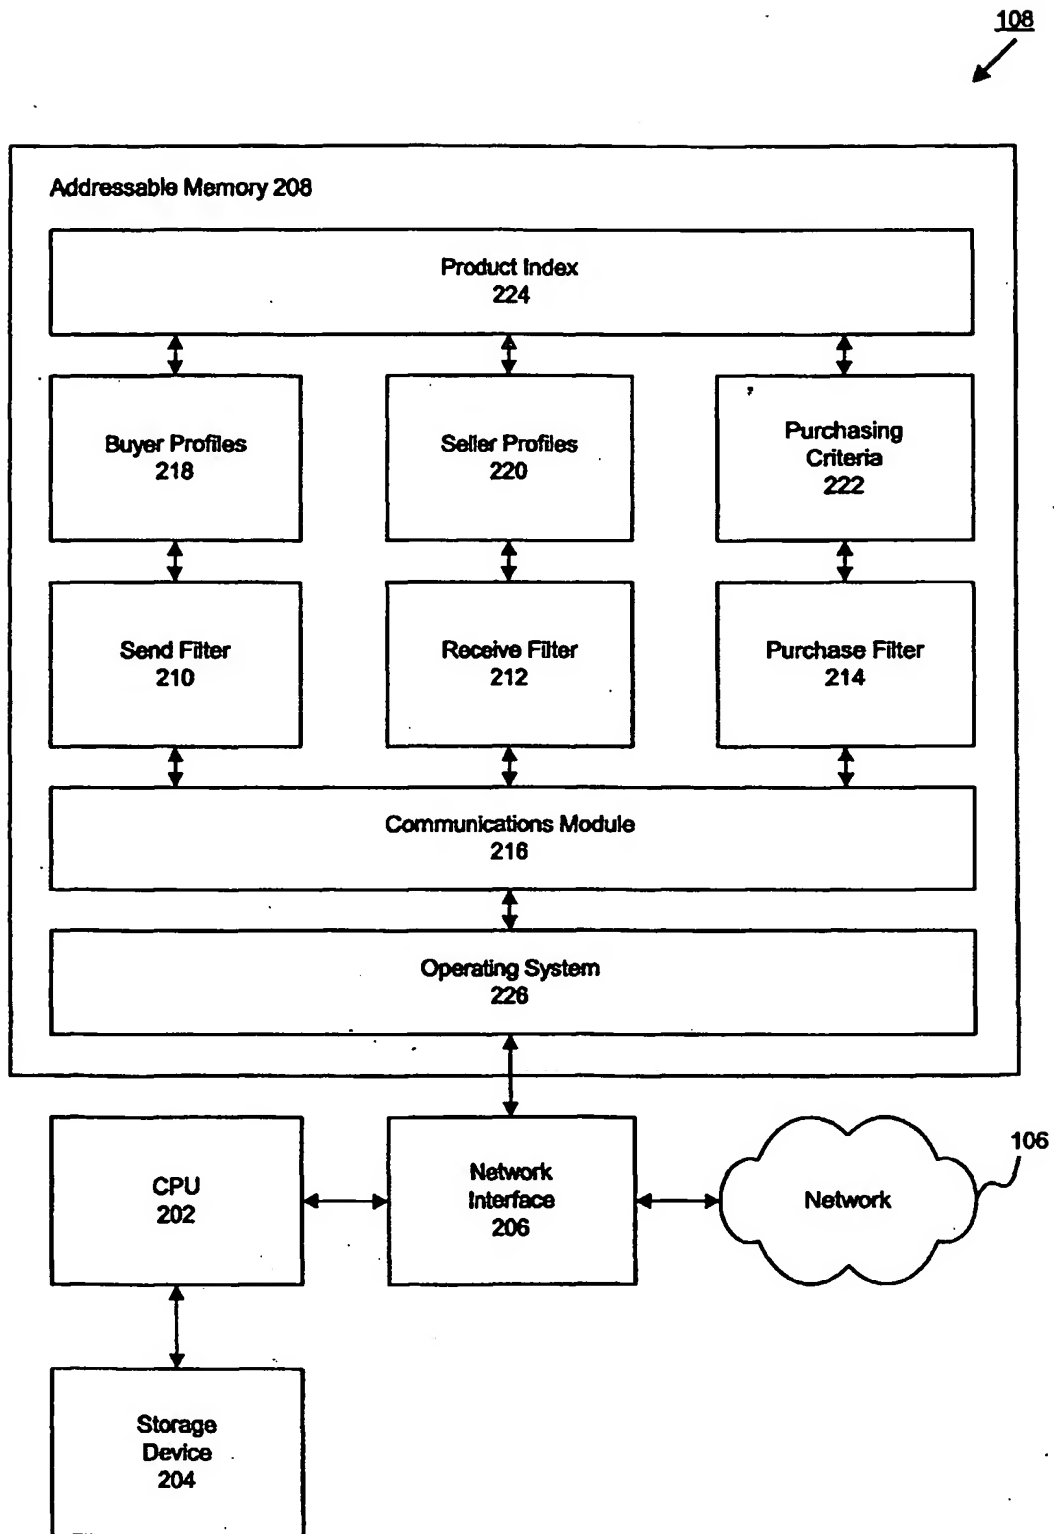 108
Addressable Memory 208
Product Index
224
Buyer Profiles
218
Seller Profiles
220
Purchasing
Criteria
222
Send Filter
210
Receive Filter
212
Purchase Filter
214
Communications Module
216
Operating System
226
CPU
202
Network
Interface
206
Network
106
Storage
Device
204